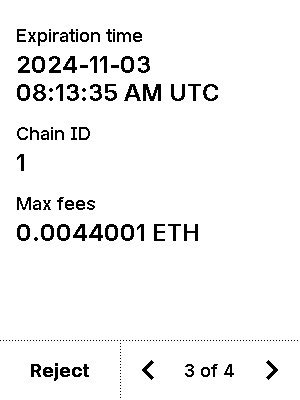 Expiration time
2024-11-03
08:13:35 AM UTC
Chain ID
1
Max fees
0.0044001 ETH
Reject
3 of 4